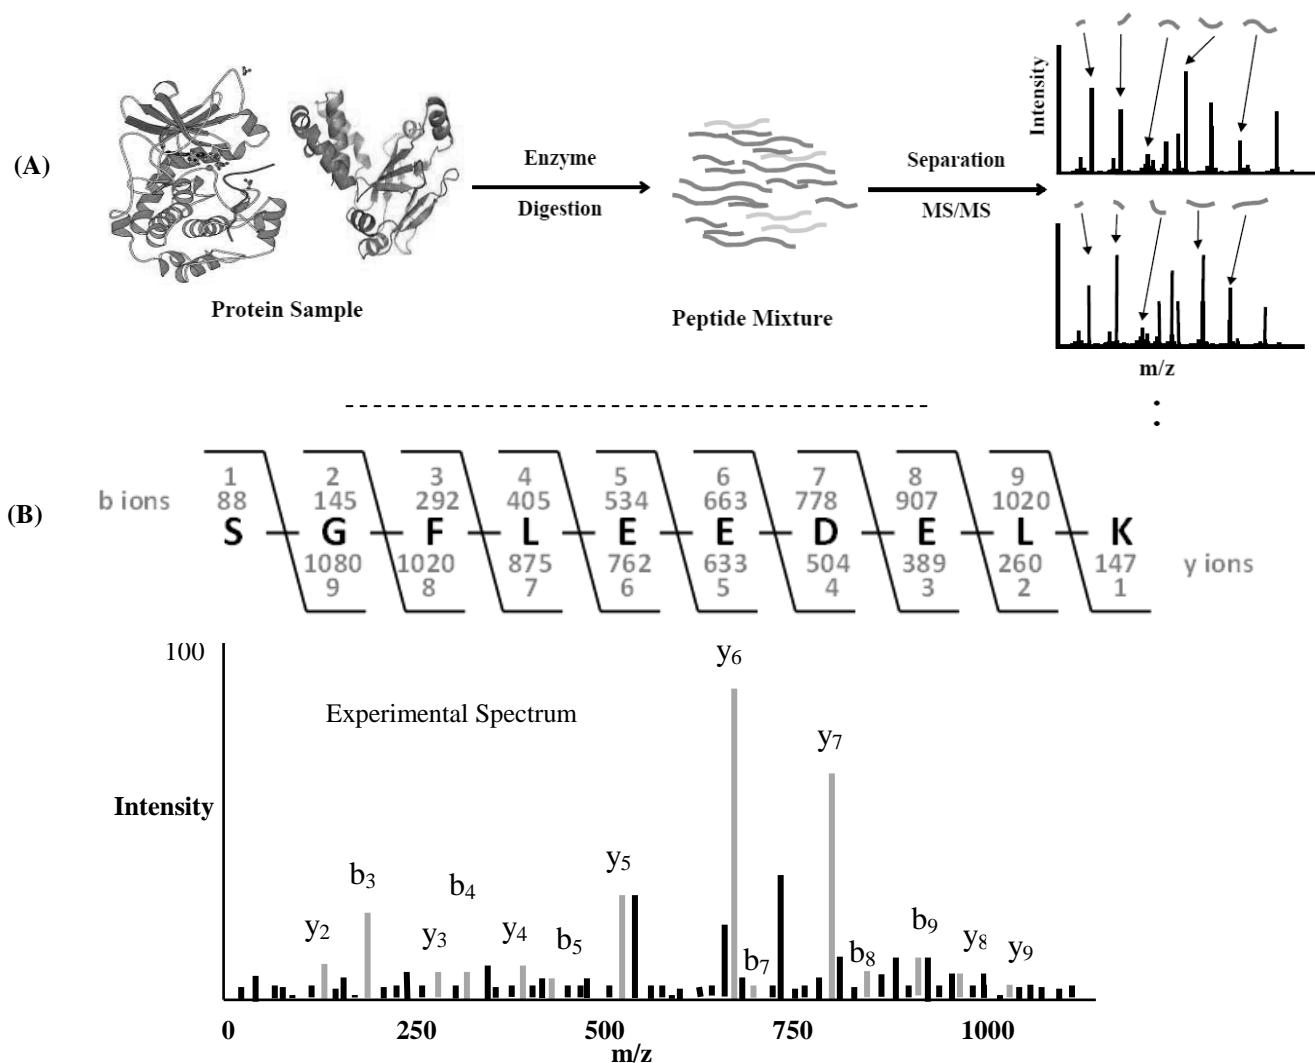 (A)
Protein Sample
Enzyme
Digestion
Peptide Mixture
Separation
MS/MS
Intensity
m/z
(B)
b ions
1 2 3 4 5 6 7 8 9
88 145 292 405 534 663 778 907 1020
S G F L E E D E L K
1080 1020 875 762 633 504 389 260 147
9 8 7 6 5 4 3 2 1
y ions
100
Experimental Spectrum
Intensity
y2 b3 y3 b4 y4 b5 y5 y6 b7 y7 b8 b9 y8 y9
0 250 500 750 1000
m/z